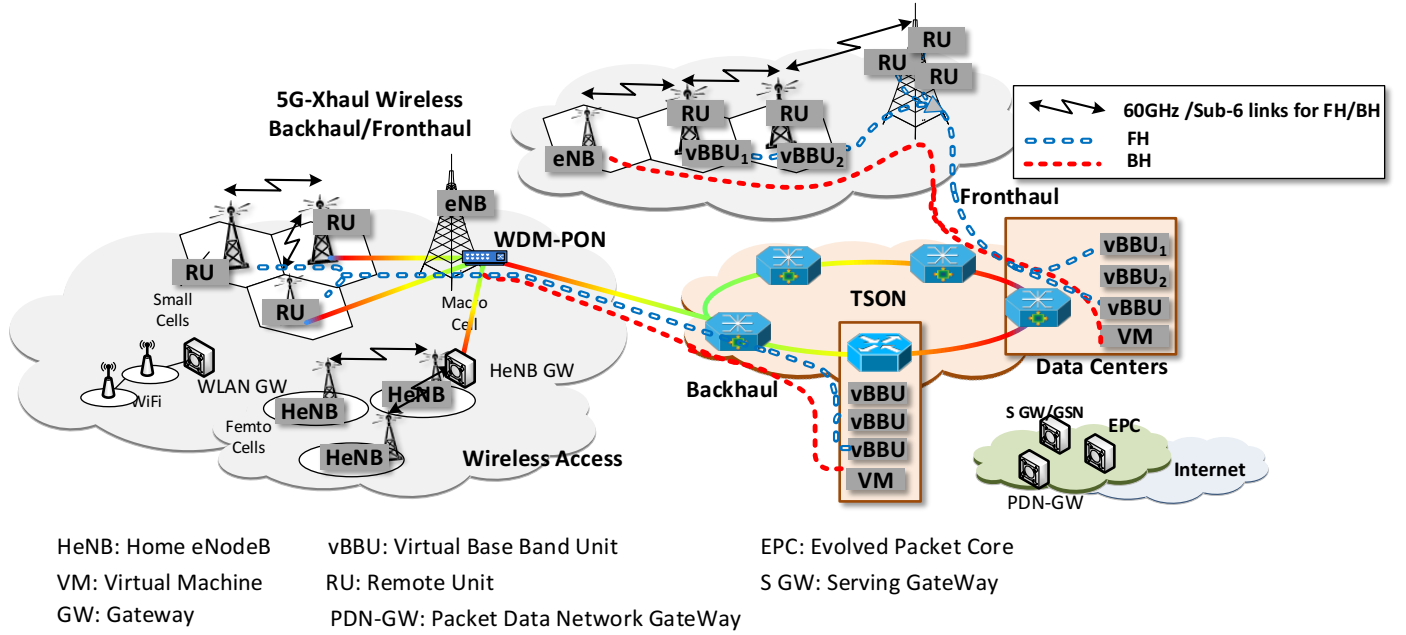 RU
RU
RU
5G-Xhaul Wireless
Backhaul/Fronthaul
60GHz /Sub-6 links for FH/BH
FH
BH
RU
RU
eNB
vBBU1
vBBU2
Fronthaul
eNB
RU
WDM-PON
RU
RU
Small
Cells
Macro
Cell
TSON
vBBU1
vBBU2
vBBU
VM
Data Centers
WiFi
WLAN GW
HeNB GW
HeNB
HeNB
HeNB
Femto
Cells
Wireless Access
Backhaul
vBBU
vBBU
vBBU
VM
S GW/GSN
EPC
PDN-GW
Internet
HeNB: Home eNodeB
vBBU: Virtual Base Band Unit
EPC: Evolved Packet Core
VM: Virtual Machine
RU: Remote Unit
S GW: Serving GateWay
GW: Gateway
PDN-GW: Packet Data Network GateWay